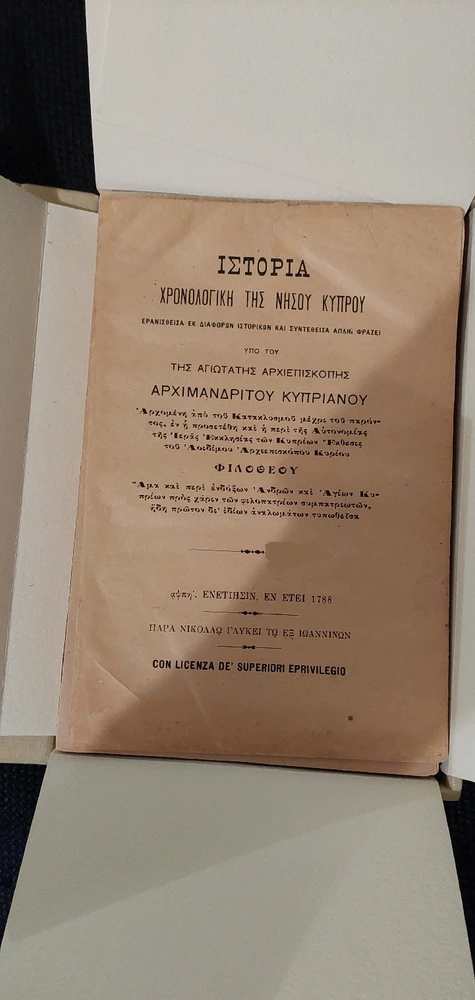 ΙΣΤΟΡΙΑ
ΧΡΟΝΟΛΟΓΙΚΗ ΤΗΣ ΝΗΣΟΥ ΚΥΠΡΟΥ
ΕΡΑΝΙΣΘΕΙΣΑ ΕΚ ΔΙΑΦΟΡΩΝ ΙΣΤΟΡΙΚΩΝ ΚΑΙ ΣΥΝΤΕΘΕΙΣΑ ΑΠΛΗι ΦΡΑΣΕΙ
ΥΠΟ ΤΟΥ
ΤΗΣ ΑΓΙΩΤΑΤΗΣ ΑΡΧΙΕΠΙΣΚΟΠΗΣ
ΑΡΧΙΜΑΝΔΡΙΤΟΥ ΚΥΠΡΙΑΝΟΥ
Ἀρχομένη ἀπὸ τοῦ Κατακλυσμοῦ μέχρι τοῦ παρόν-
τος, ἐν ᾗ προσετέθη καὶ ἡ περὶ τῆς Αὐτονομίας
τῆς Ἱερᾶς Ἐκκλησίας τῶν Κυπρίων Ἔκθεσις
τοῦ Ἀοιδίμου Ἀρχιεπισκόπου Κυρίου
ΦΙΛΟΘΕΟΥ
Ἅμα καὶ περὶ ἐνδόξων Ἀνδρῶν καὶ Ἁγίων Κυ-
πρίων πρὸς χάριν τῶν φιλοπατρίων συμπατριωτῶν,
ἤδη πρῶτον δι' ἰδίων ἀναλωμάτων τυπωθεῖσα
αψπη'. ΕΝΕΤΙΗΣΙΝ, ΕΝ ΕΤΕΙ 1788
ΠΑΡΑ ΝΙΚΟΛΑῼ ΓΛΥΚΕΙ Τῼ ΕΞ ΙΩΑΝΝΙΝΩΝ
CON LICENZA DE' SUPERIORI EPRIVILEGIO